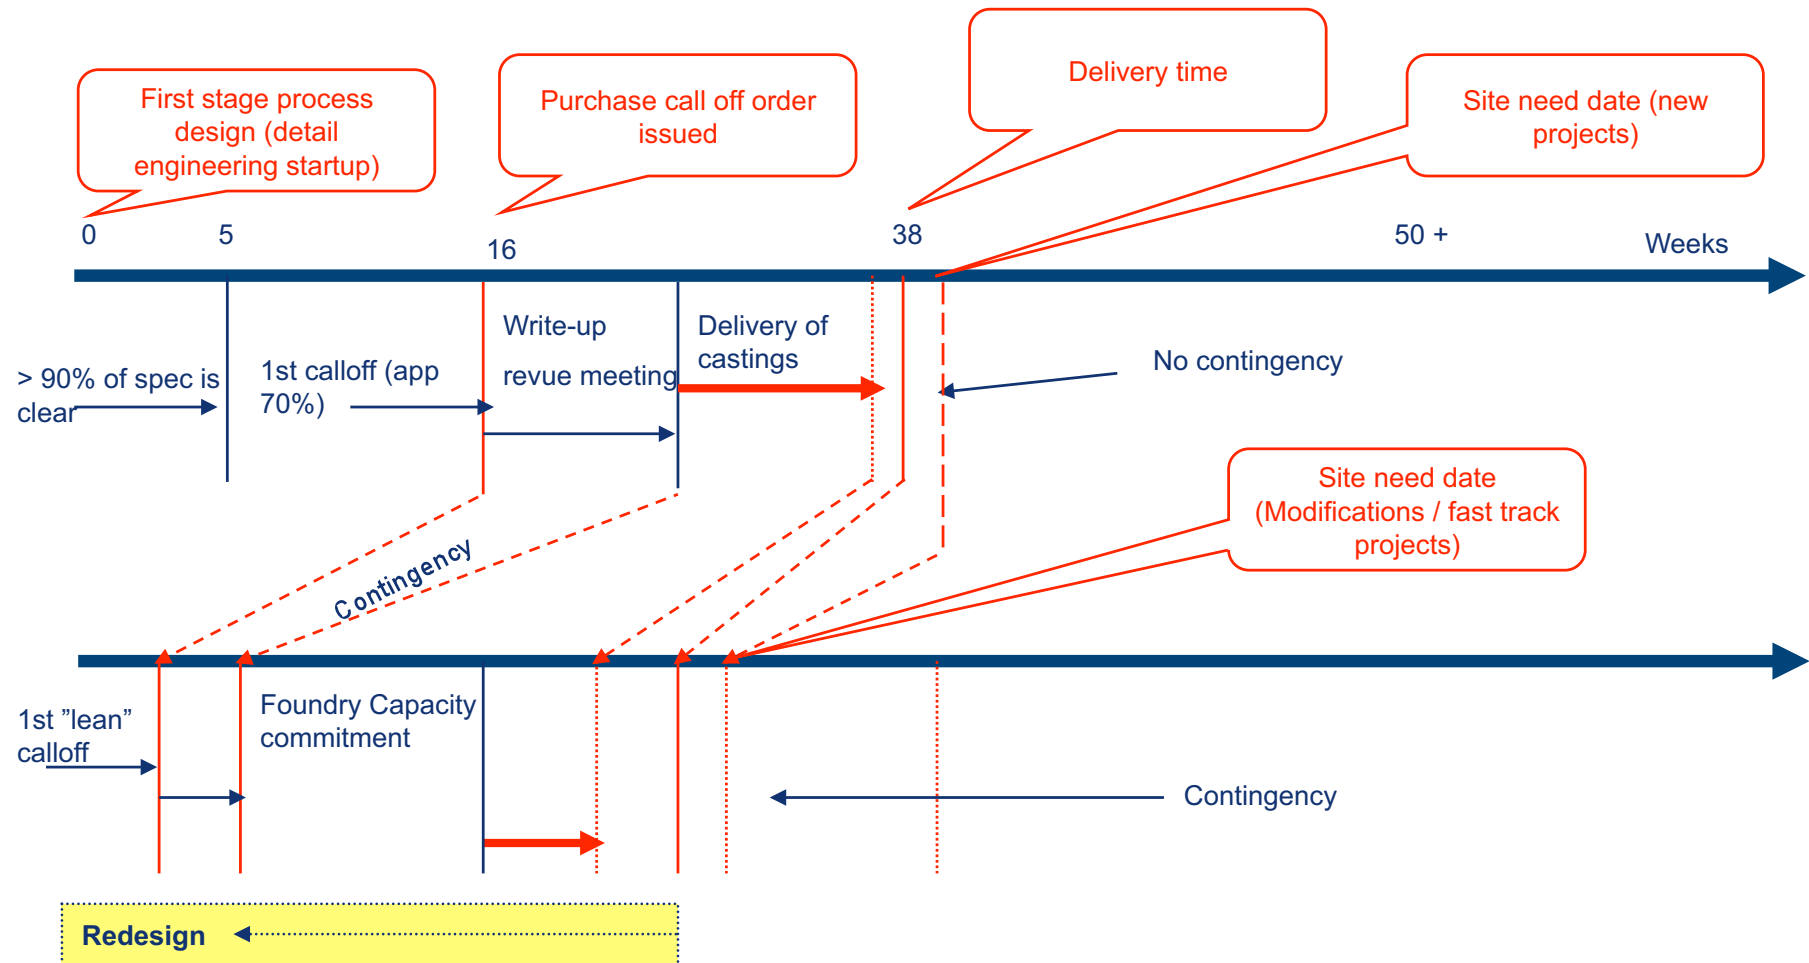 First stage process
design (detail
engineering startup)
Purchase call off order
issued
Delivery time
Site need date (new
projects)
0
5
16
38
50 +
Weeks
> 90% of spec is
clear
1st calloff (app
70%)
Write-up
revue meeting
Delivery of
castings
No contingency
Site need date
(Modifications / fast track
projects)
Contingency
1st ”lean”
calloff
Foundry Capacity
commitment
Contingency
Redesign